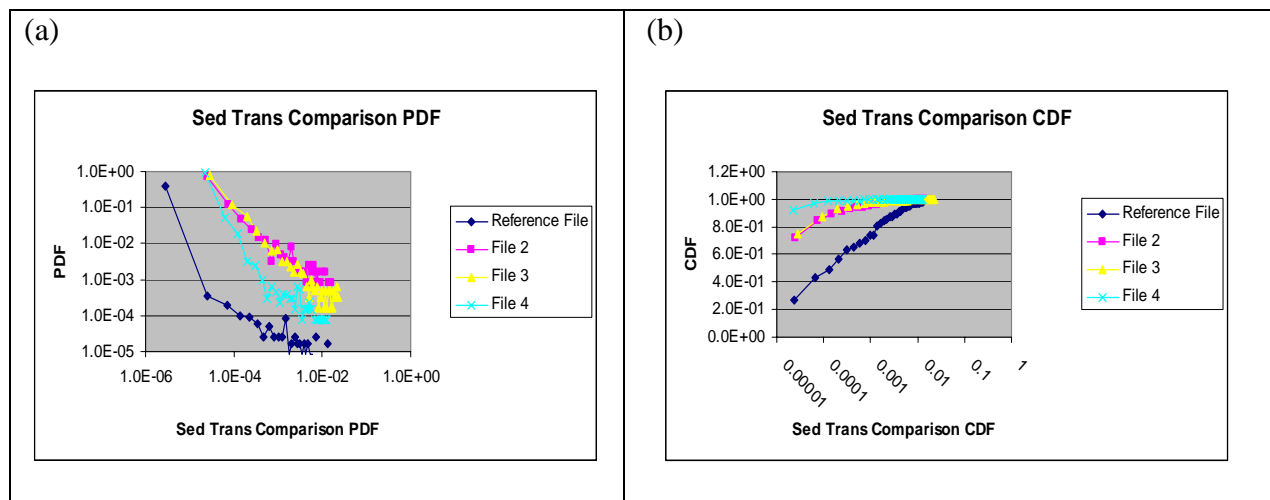 (a)
Sed Trans Comparison PDF
PDF
1.0E+00
1.0E-01
1.0E-02
1.0E-03
1.0E-04
1.0E-05
1.0E-06 1.0E-04 1.0E-02 1.0E+00
Sed Trans Comparison PDF
Reference File
File 2
File 3
File 4
(b)
Sed Trans Comparison CDF
CDF
1.2E+00
1.0E+00
8.0E-01
6.0E-01
4.0E-01
2.0E-01
0.0E+00
0.00001 0.0001 0.001 0.01 0.1 1
Sed Trans Comparison CDF
Reference File
File 2
File 3
File 4